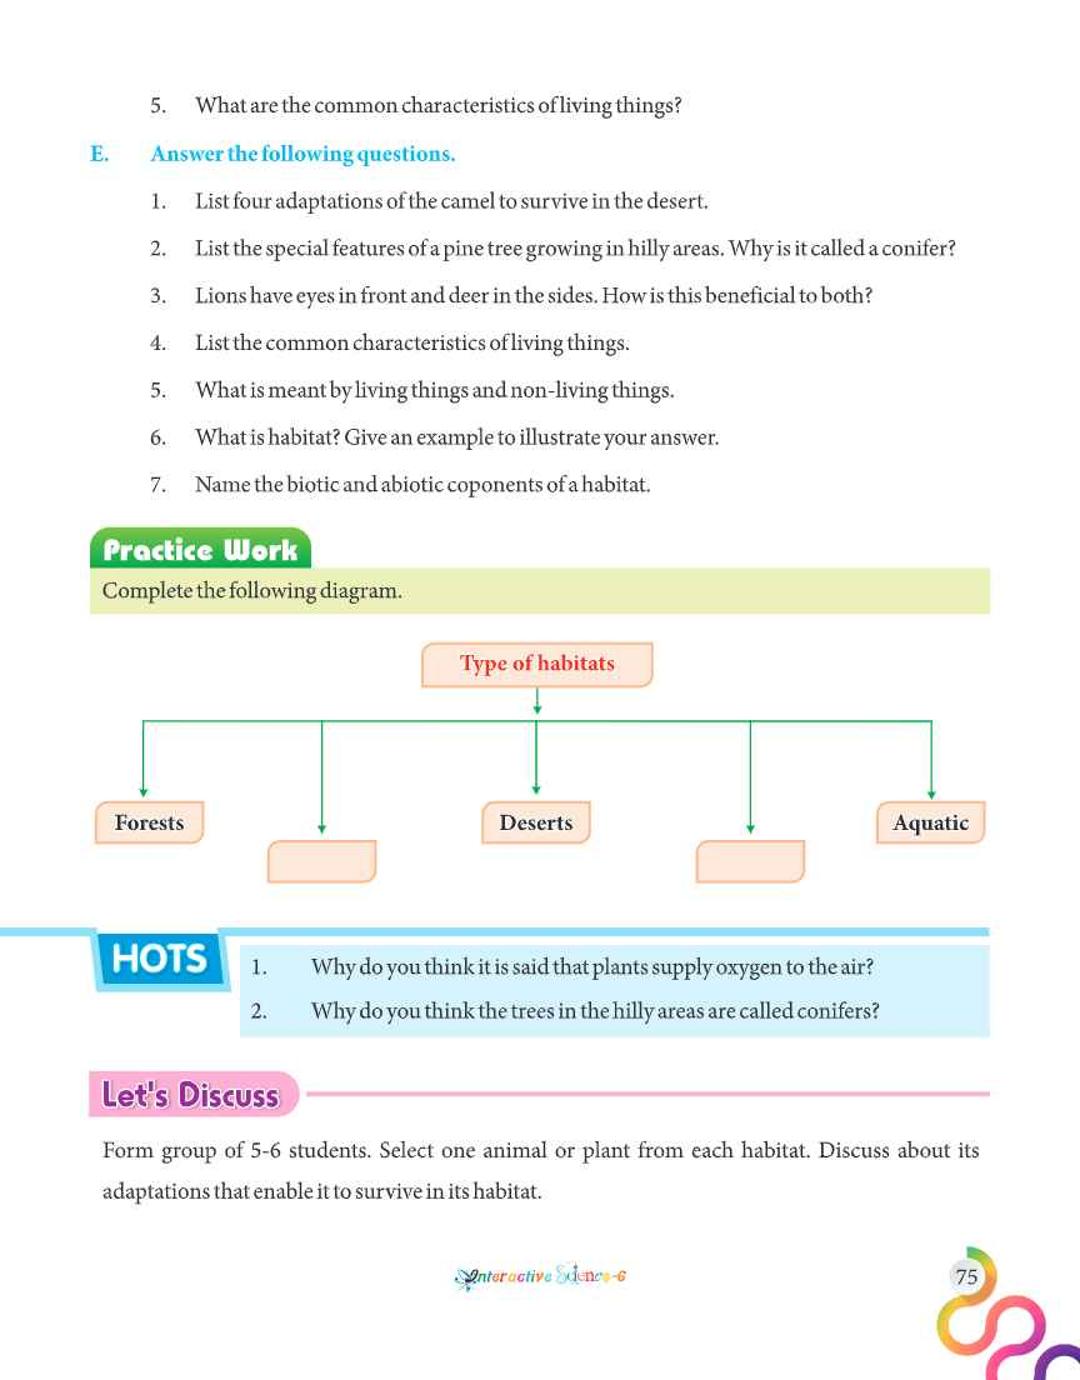 5. What are the common characteristics of living things?
E. Answer the following questions.
1. List four adaptations of the camel to survive in the desert.
2. List the special features of a pine tree growing in hilly areas. Why is it called a conifer?
3. Lions have eyes in front and deer in the sides. How is this beneficial to both?
4. List the common characteristics of living things.
5. What is meant by living things and non-living things.
6. What is habitat? Give an example to illustrate your answer.
7. Name the biotic and abiotic coponents of a habitat.
Practice Work
Complete the following diagram.
Type of habitats
Forests
Deserts
Aquatic
HOTS
1. Why do you think it is said that plants supply oxygen to the air?
2. Why do you think the trees in the hilly areas are called conifers?
Let's Discuss
Form group of 5-6 students. Select one animal or plant from each habitat. Discuss about its
adaptations that enable it to survive in its habitat.
Interactive Science-6
75